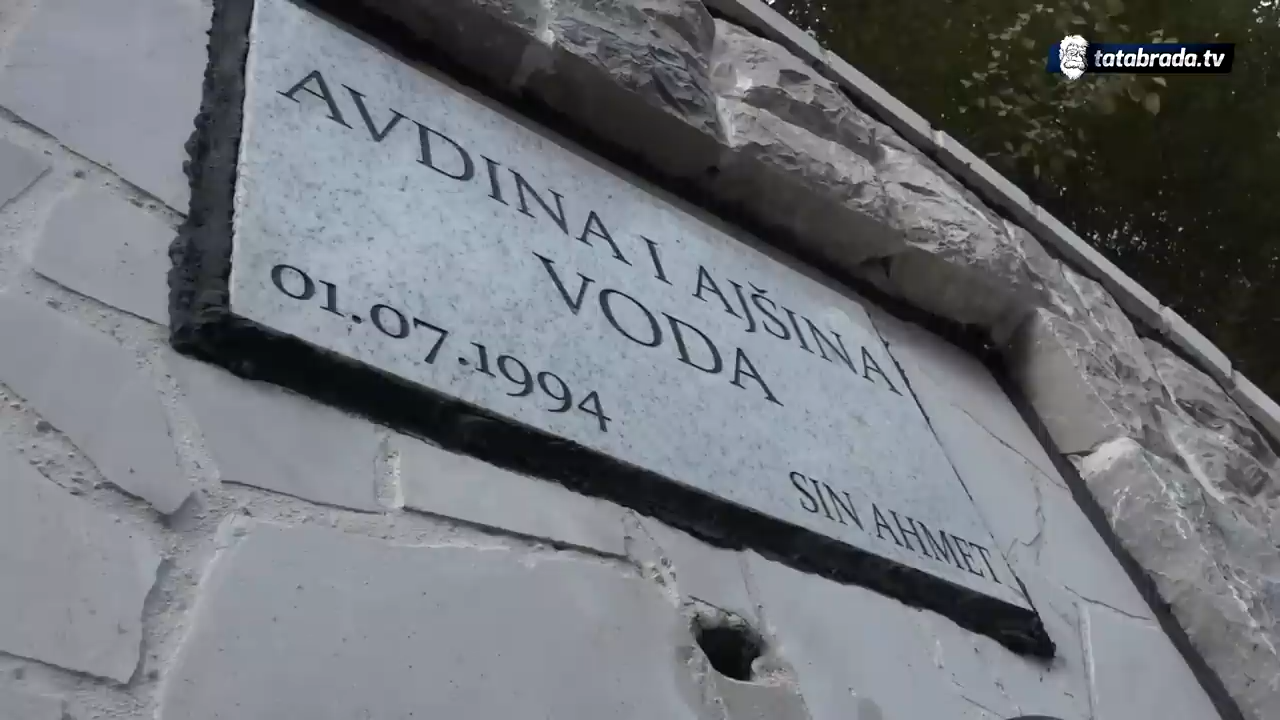 tatabrada.tv
AVDINA I AJŠINA
VODA
01.07.1994
SIN AHMET